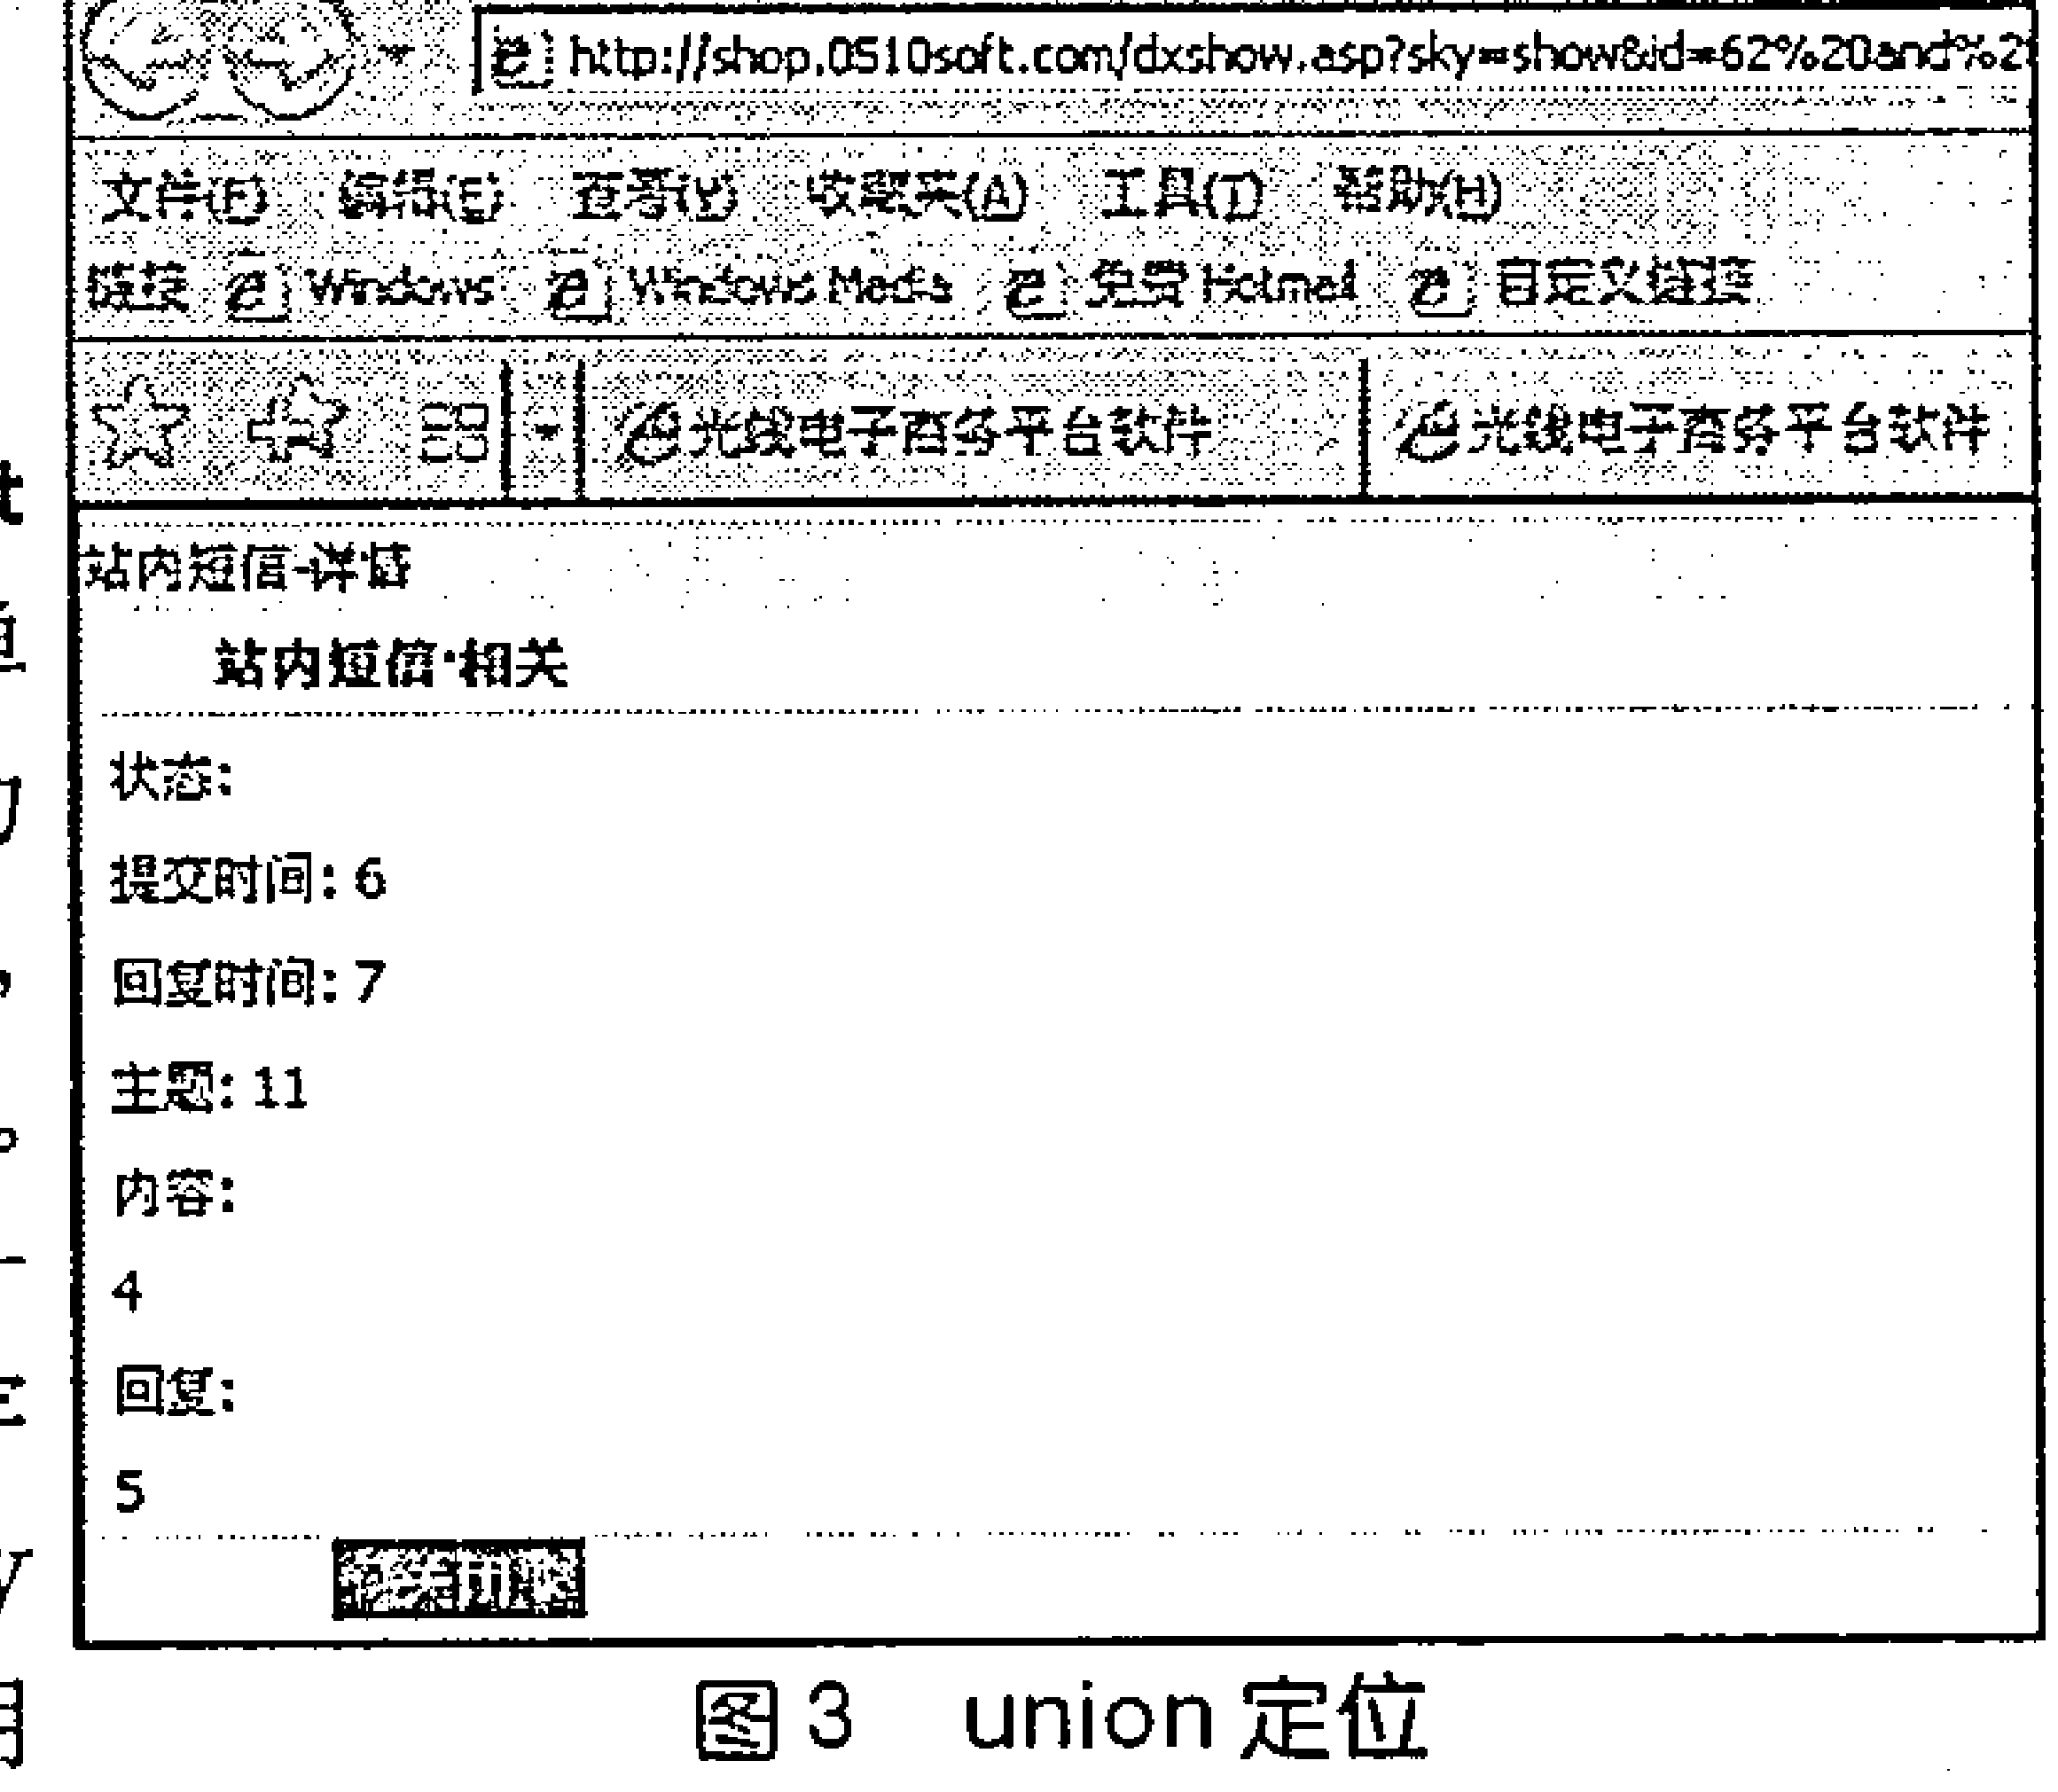 http://shop.0510soft.com/dxshow.asp?sky=show&id=62%20and%2
文件(F) 编辑(E) 查看(V) 收藏夹(A) 工具(T) 帮助(H)
链接 Windows Windows Media 免费 Hotmail 自定义链接
光线电子商务平台软件 光线电子商务平台软件
站内短信-详情
站内短信·相关
状态:
提交时间: 6
回复时间: 7
主题: 11
内容:
4
回复:
5
图 3 union 定位